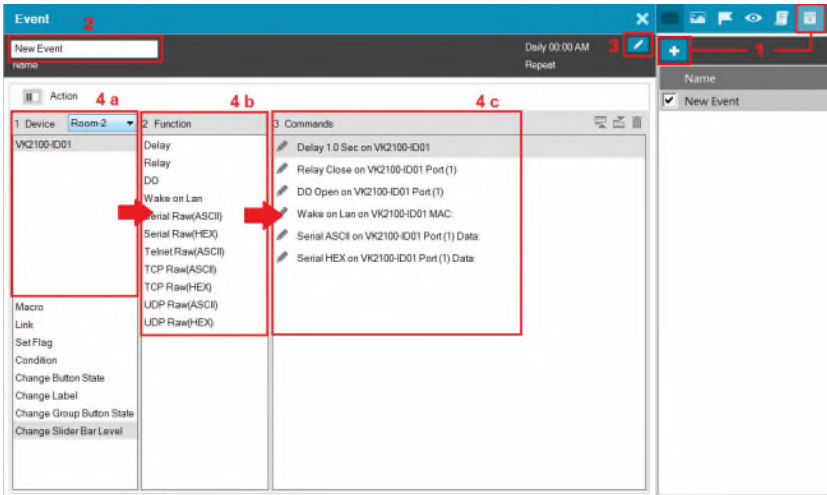 Event
2
New Event
Name
Daily 00:00 AM
Repeat
3
1
Name
New Event
Action
4 a
4 b
4 c
1 Device Room-2
2 Function
3 Commands
VK2100-ID01
Macro
Link
Set Flag
Condition
Change Button State
Change Label
Change Group Button State
Change Slider Bar Level
Delay
Relay
DO
Wake on Lan
Serial Raw(ASCII)
Serial Raw(HEX)
Telnet Raw(ASCII)
TCP Raw(ASCII)
TCP Raw(HEX)
UDP Raw(ASCII)
UDP Raw(HEX)
Delay 1.0 Sec on VK2100-ID01
Relay Close on VK2100-ID01 Port (1)
DO Open on VK2100-ID01 Port (1)
Wake on Lan on VK2100-ID01 MAC:
Serial ASCII on VK2100-ID01 Port (1) Data:
Serial HEX on VK2100-ID01 Port (1) Data: